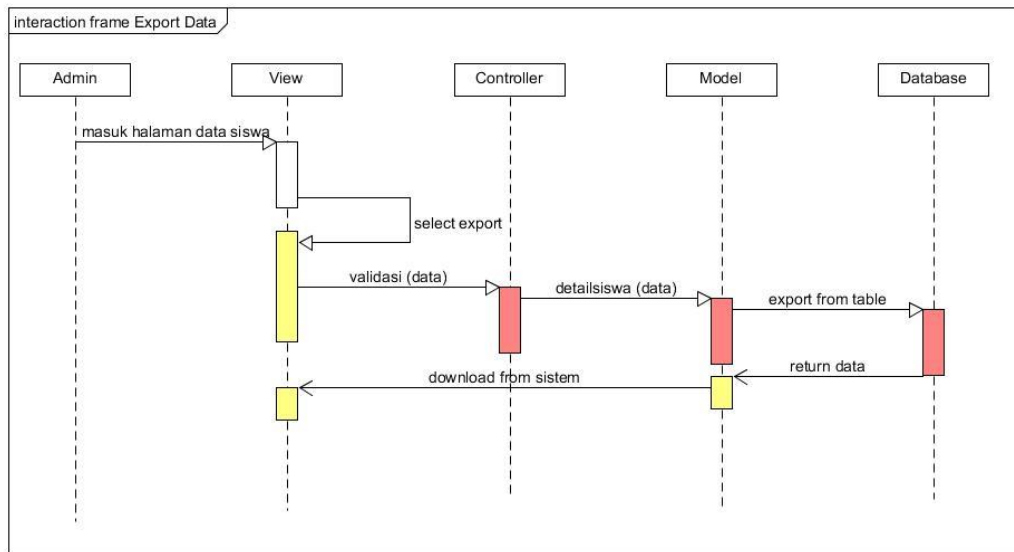 interaction frame Export Data
Admin
View
Controller
Model
Database
masuk halaman data siswa
select export
validasi (data)
detailsiswa (data)
export from table
return data
download from sistem